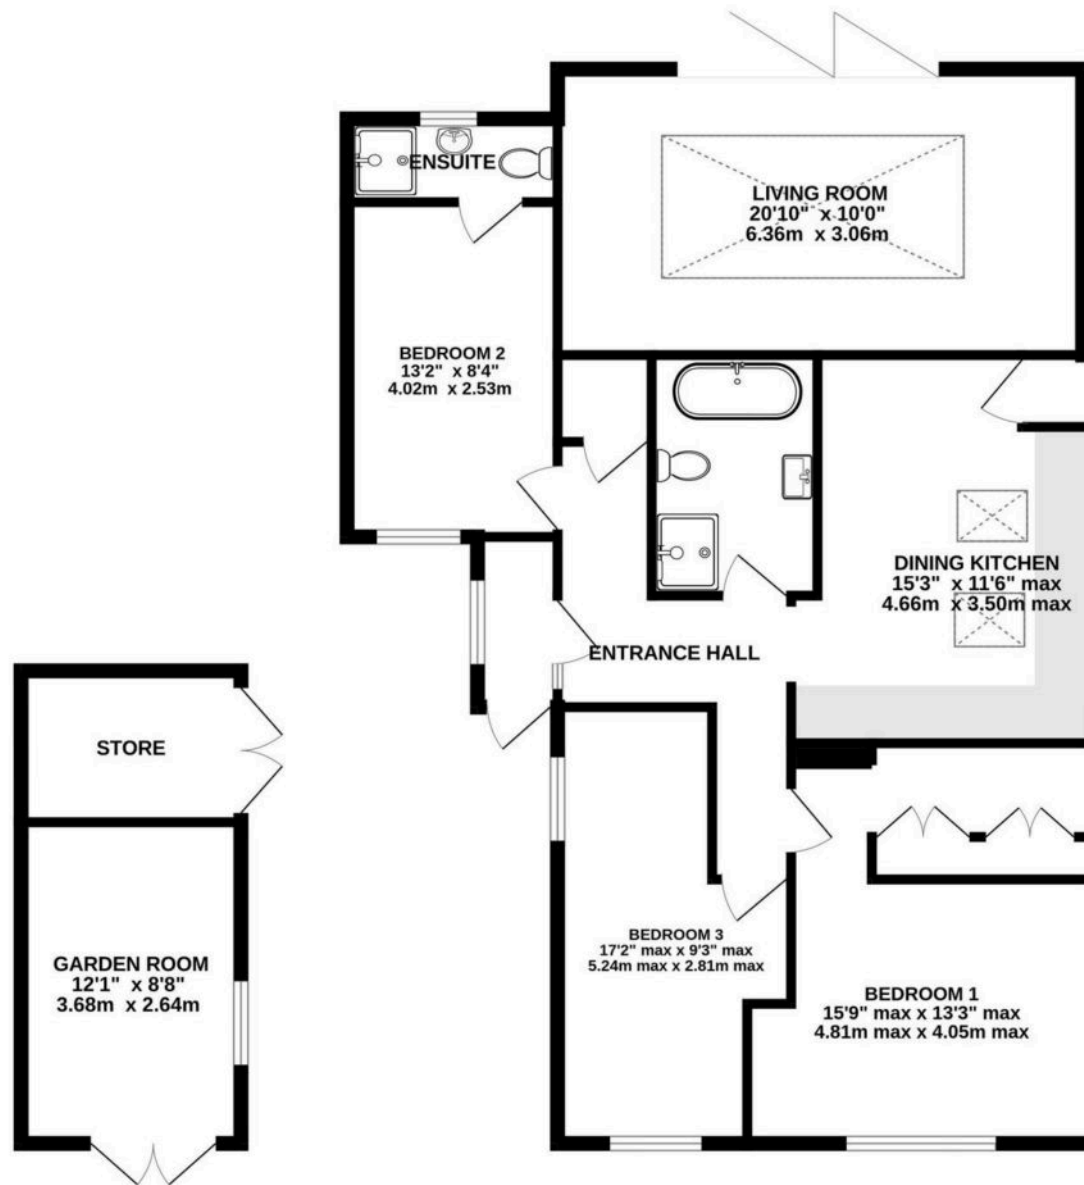 ENSUITE
LIVING ROOM
20'10" x 10'0"
6.36m x 3.06m
BEDROOM 2
13'2" x 8'4"
4.02m x 2.53m
DINING KITCHEN
15'3" x 11'6" max
4.66m x 3.50m max
ENTRANCE HALL
STORE
GARDEN ROOM
12'1" x 8'8"
3.68m x 2.64m
BEDROOM 3
17'2" max x 9'3" max
5.24m max x 2.81m max
BEDROOM 1
15'9" max x 13'3" max
4.81m max x 4.05m max